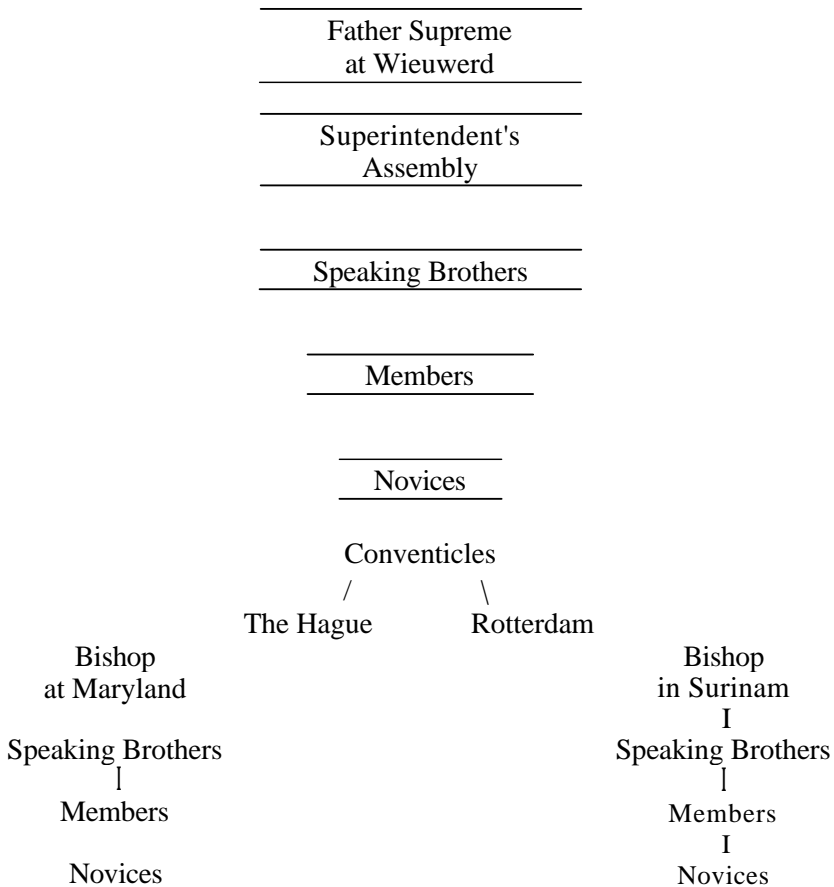 Father Supreme
at Wieuwerd
Superintendent's
Assembly
Speaking Brothers
Members
Novices
Conventicles
/ \
The Hague Rotterdam
Bishop
at Maryland
Speaking Brothers
Members
Novices
Bishop
in Surinam
I
Speaking Brothers
Members
I
Novices